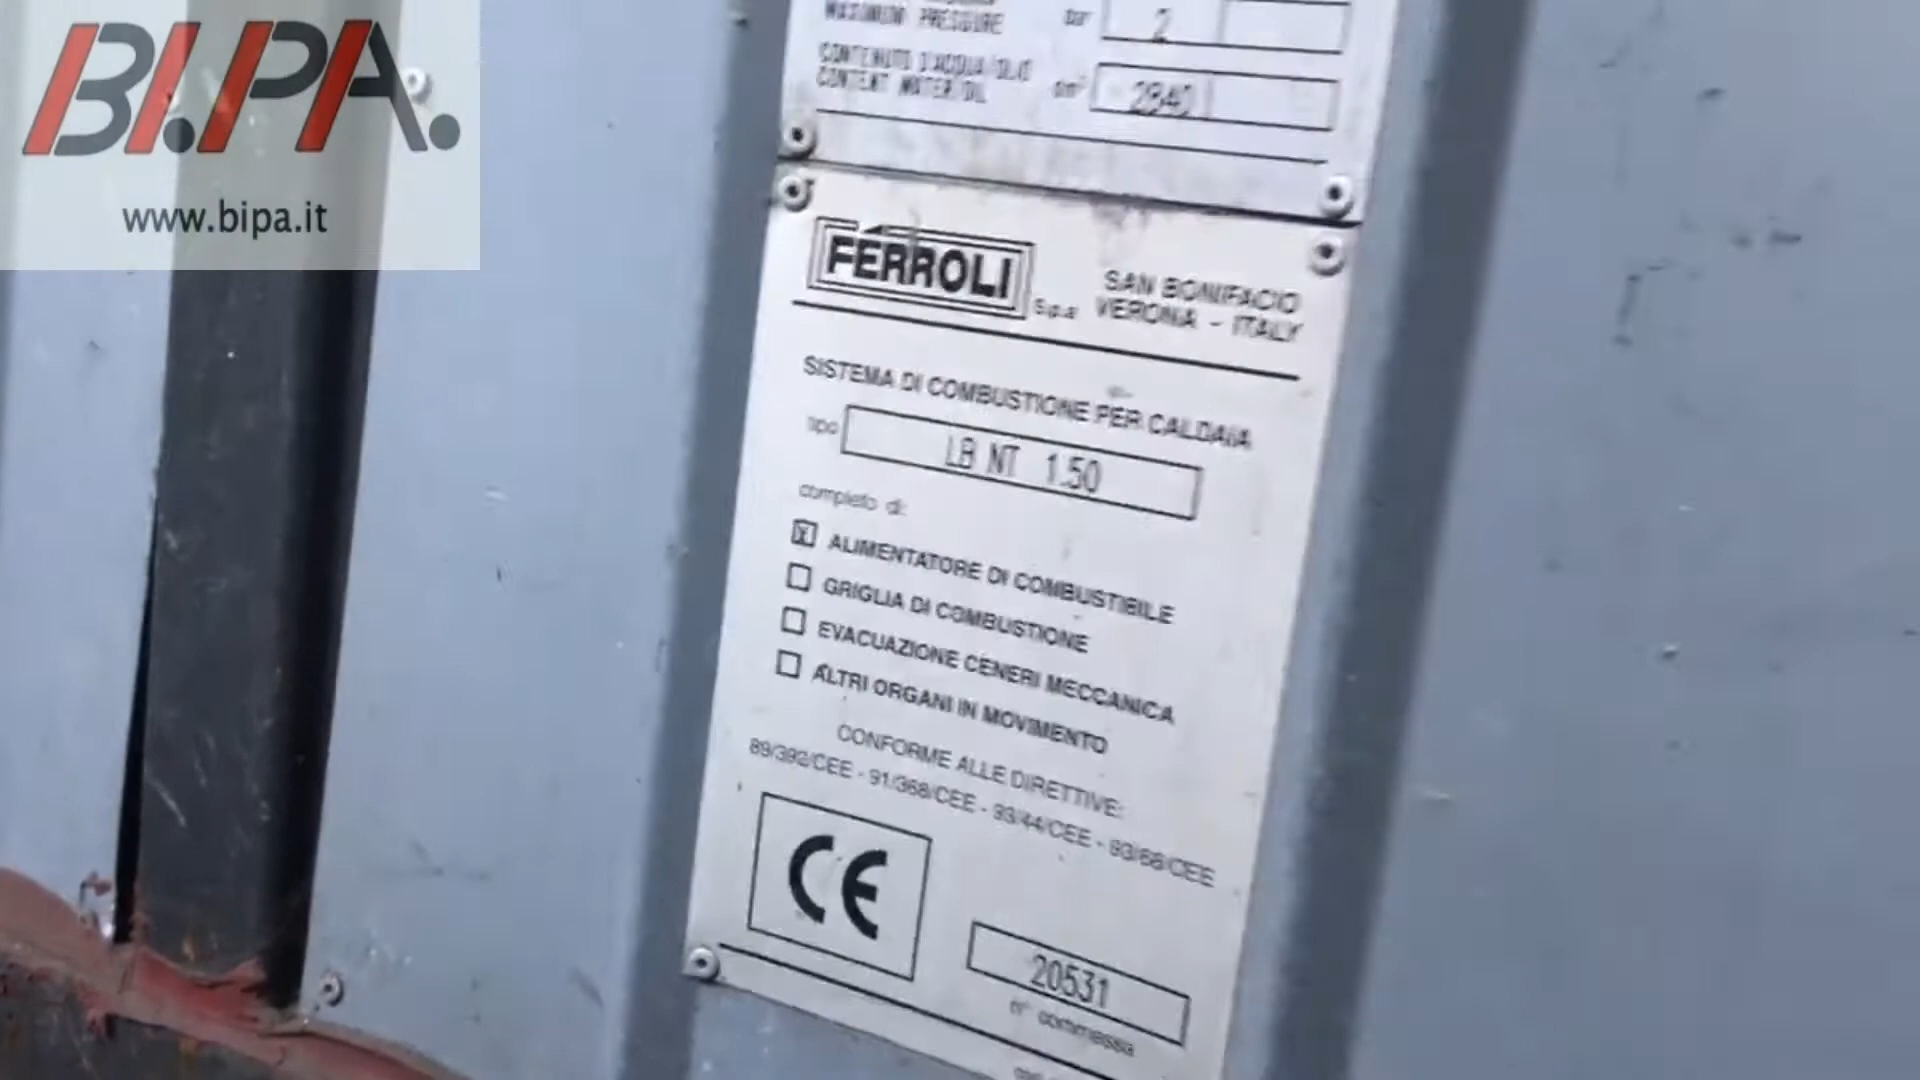 BI.PA.
www.bipa.it
MAXIMUM PRESSURE bar 2
CONTENUTO D'ACQUA/OLIO
CONTENT WATER/OIL dm³ 2840
FERROLI S.p.a
SAN BONIFACIO
VERONA - ITALY
SISTEMA DI COMBUSTIONE PER CALDAIA
tipo LB NT 1.50
completo di:
x ALIMENTATORE DI COMBUSTIBILE
GRIGLIA DI COMBUSTIONE
EVACUAZIONE CENERI MECCANICA
ALTRI ORGANI IN MOVIMENTO
CONFORME ALLE DIRETTIVE:
89/392/CEE - 91/368/CEE - 93/44/CEE - 93/68/CEE
CE
20531
n° commessa